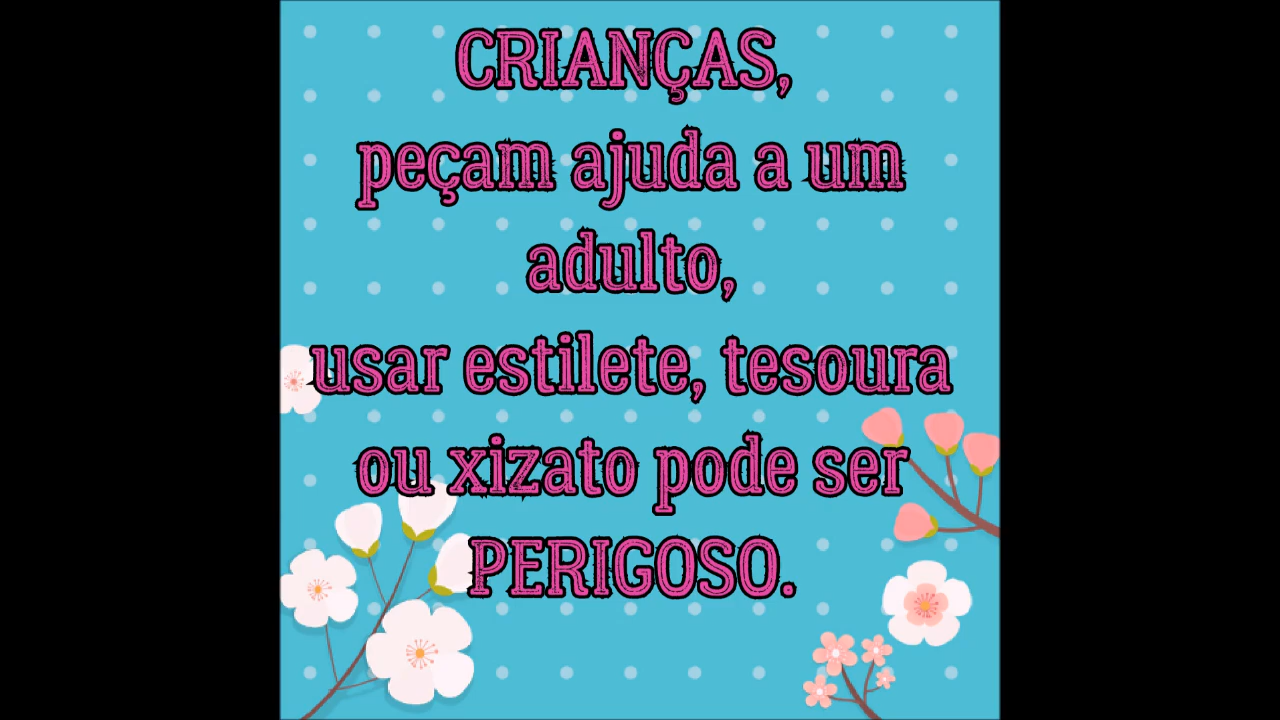 CRIANÇAS,
peçam ajuda a um
adulto,
usar estilete, tesoura
ou xizato pode ser
PERIGOSO.